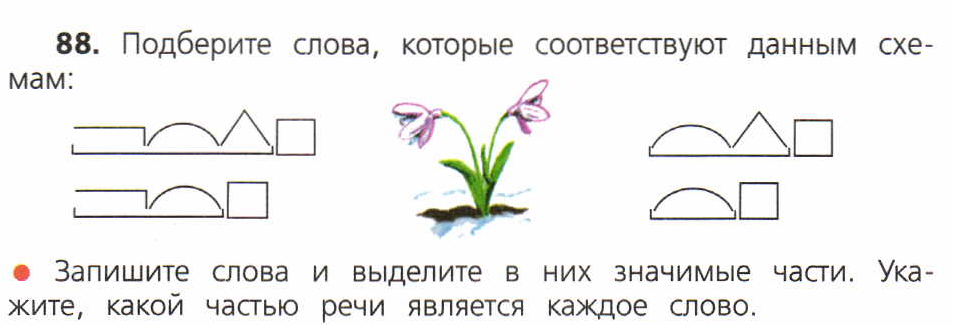 88. Подберите слова, которые соответствуют данным схе-
мам:
● Запишите слова и выделите в них значимые части. Ука-
жите, какой частью речи является каждое слово.